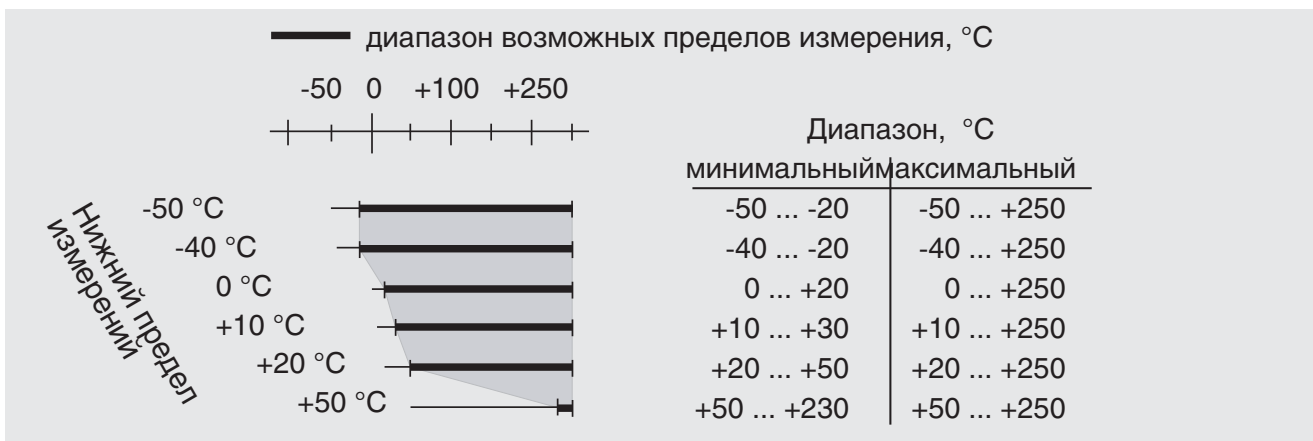 диапазон возможных пределов измерения, °C
-50 0 +100 +250
Диапазон, °C
минимальный максимальный
Нижний предел
измерений
-50 °C -50 ... -20 -50 ... +250
-40 °C -40 ... -20 -40 ... +250
0 °C 0 ... +20 0 ... +250
+10 °C +10 ... +30 +10 ... +250
+20 °C +20 ... +50 +20 ... +250
+50 °C +50 ... +230 +50 ... +250